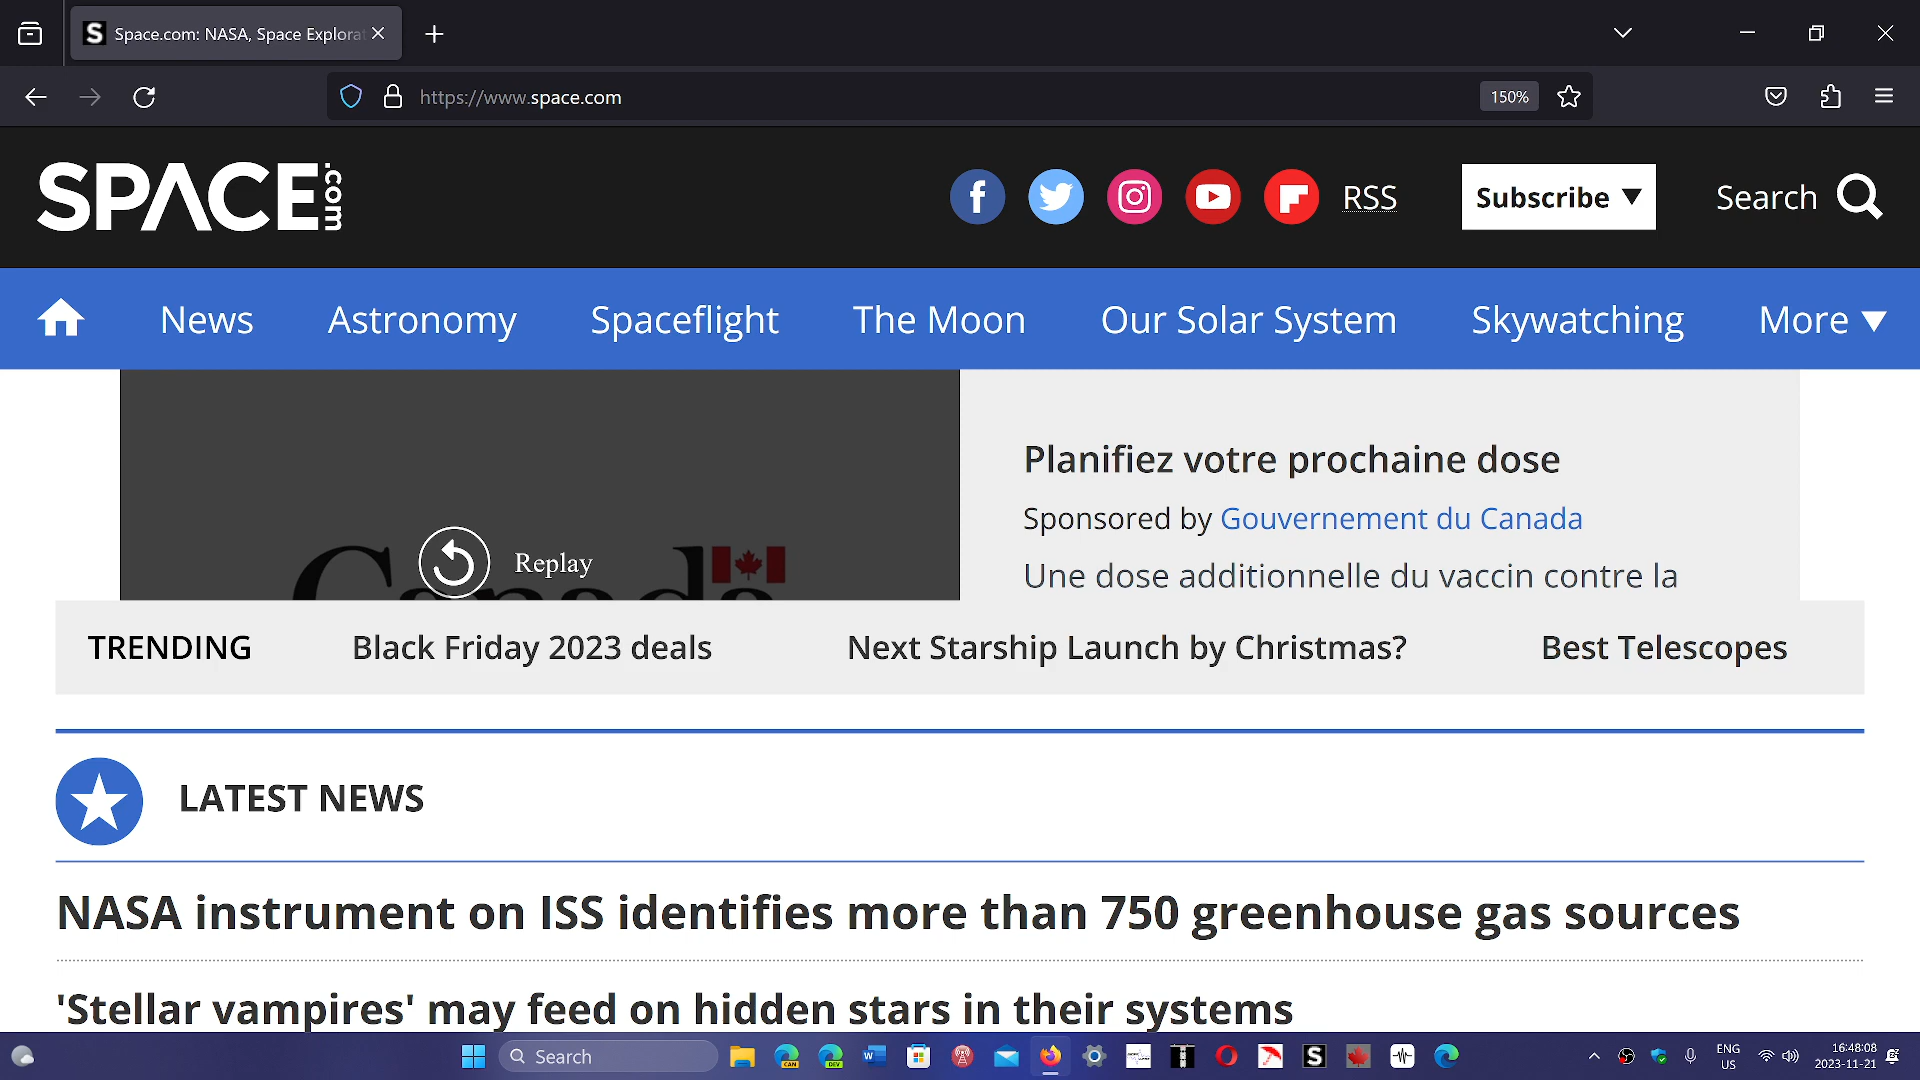 Space.com: NASA, Space Explorat
https://www.space.com
150%
SPACE.com
RSS
Subscribe ▼
Search
News
Astronomy
Spaceflight
The Moon
Our Solar System
Skywatching
More ▼
Planifiez votre prochaine dose
Sponsored by Gouvernement du Canada
Une dose additionnelle du vaccin contre la
Canada
Replay
TRENDING
Black Friday 2023 deals
Next Starship Launch by Christmas?
Best Telescopes
LATEST NEWS
NASA instrument on ISS identifies more than 750 greenhouse gas sources
'Stellar vampires' may feed on hidden stars in their systems
Search
CAN
DEV
ENG
US
16:48:08
2023-11-21